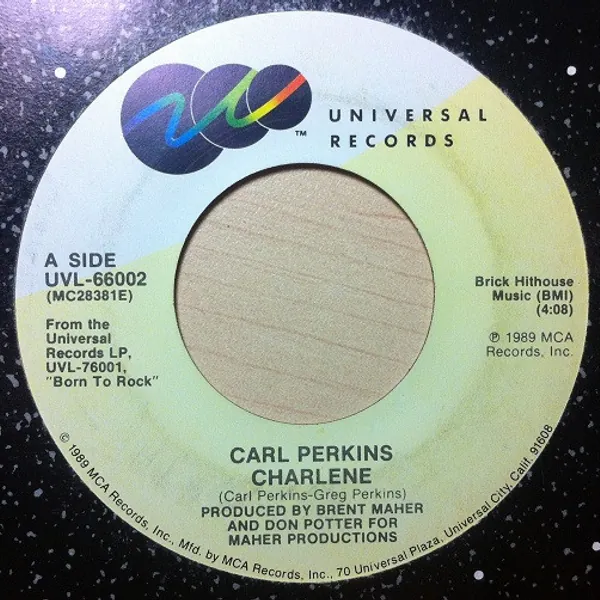 ™
UNIVERSAL
RECORDS
A SIDE
UVL-66002
(MC28381E)
From the
Universal
Records LP,
UVL-76001,
"Born To Rock"
Brick Hithouse
Music (BMI)
(4:08)
℗ 1989 MCA
Records, Inc.
CARL PERKINS
CHARLENE
(Carl Perkins-Greg Perkins)
PRODUCED BY BRENT MAHER
AND DON POTTER FOR
MAHER PRODUCTIONS
© 1989 MCA Records, Inc., Mfd. by MCA Records, Inc., 70 Universal Plaza, Universal City, Calif. 91608